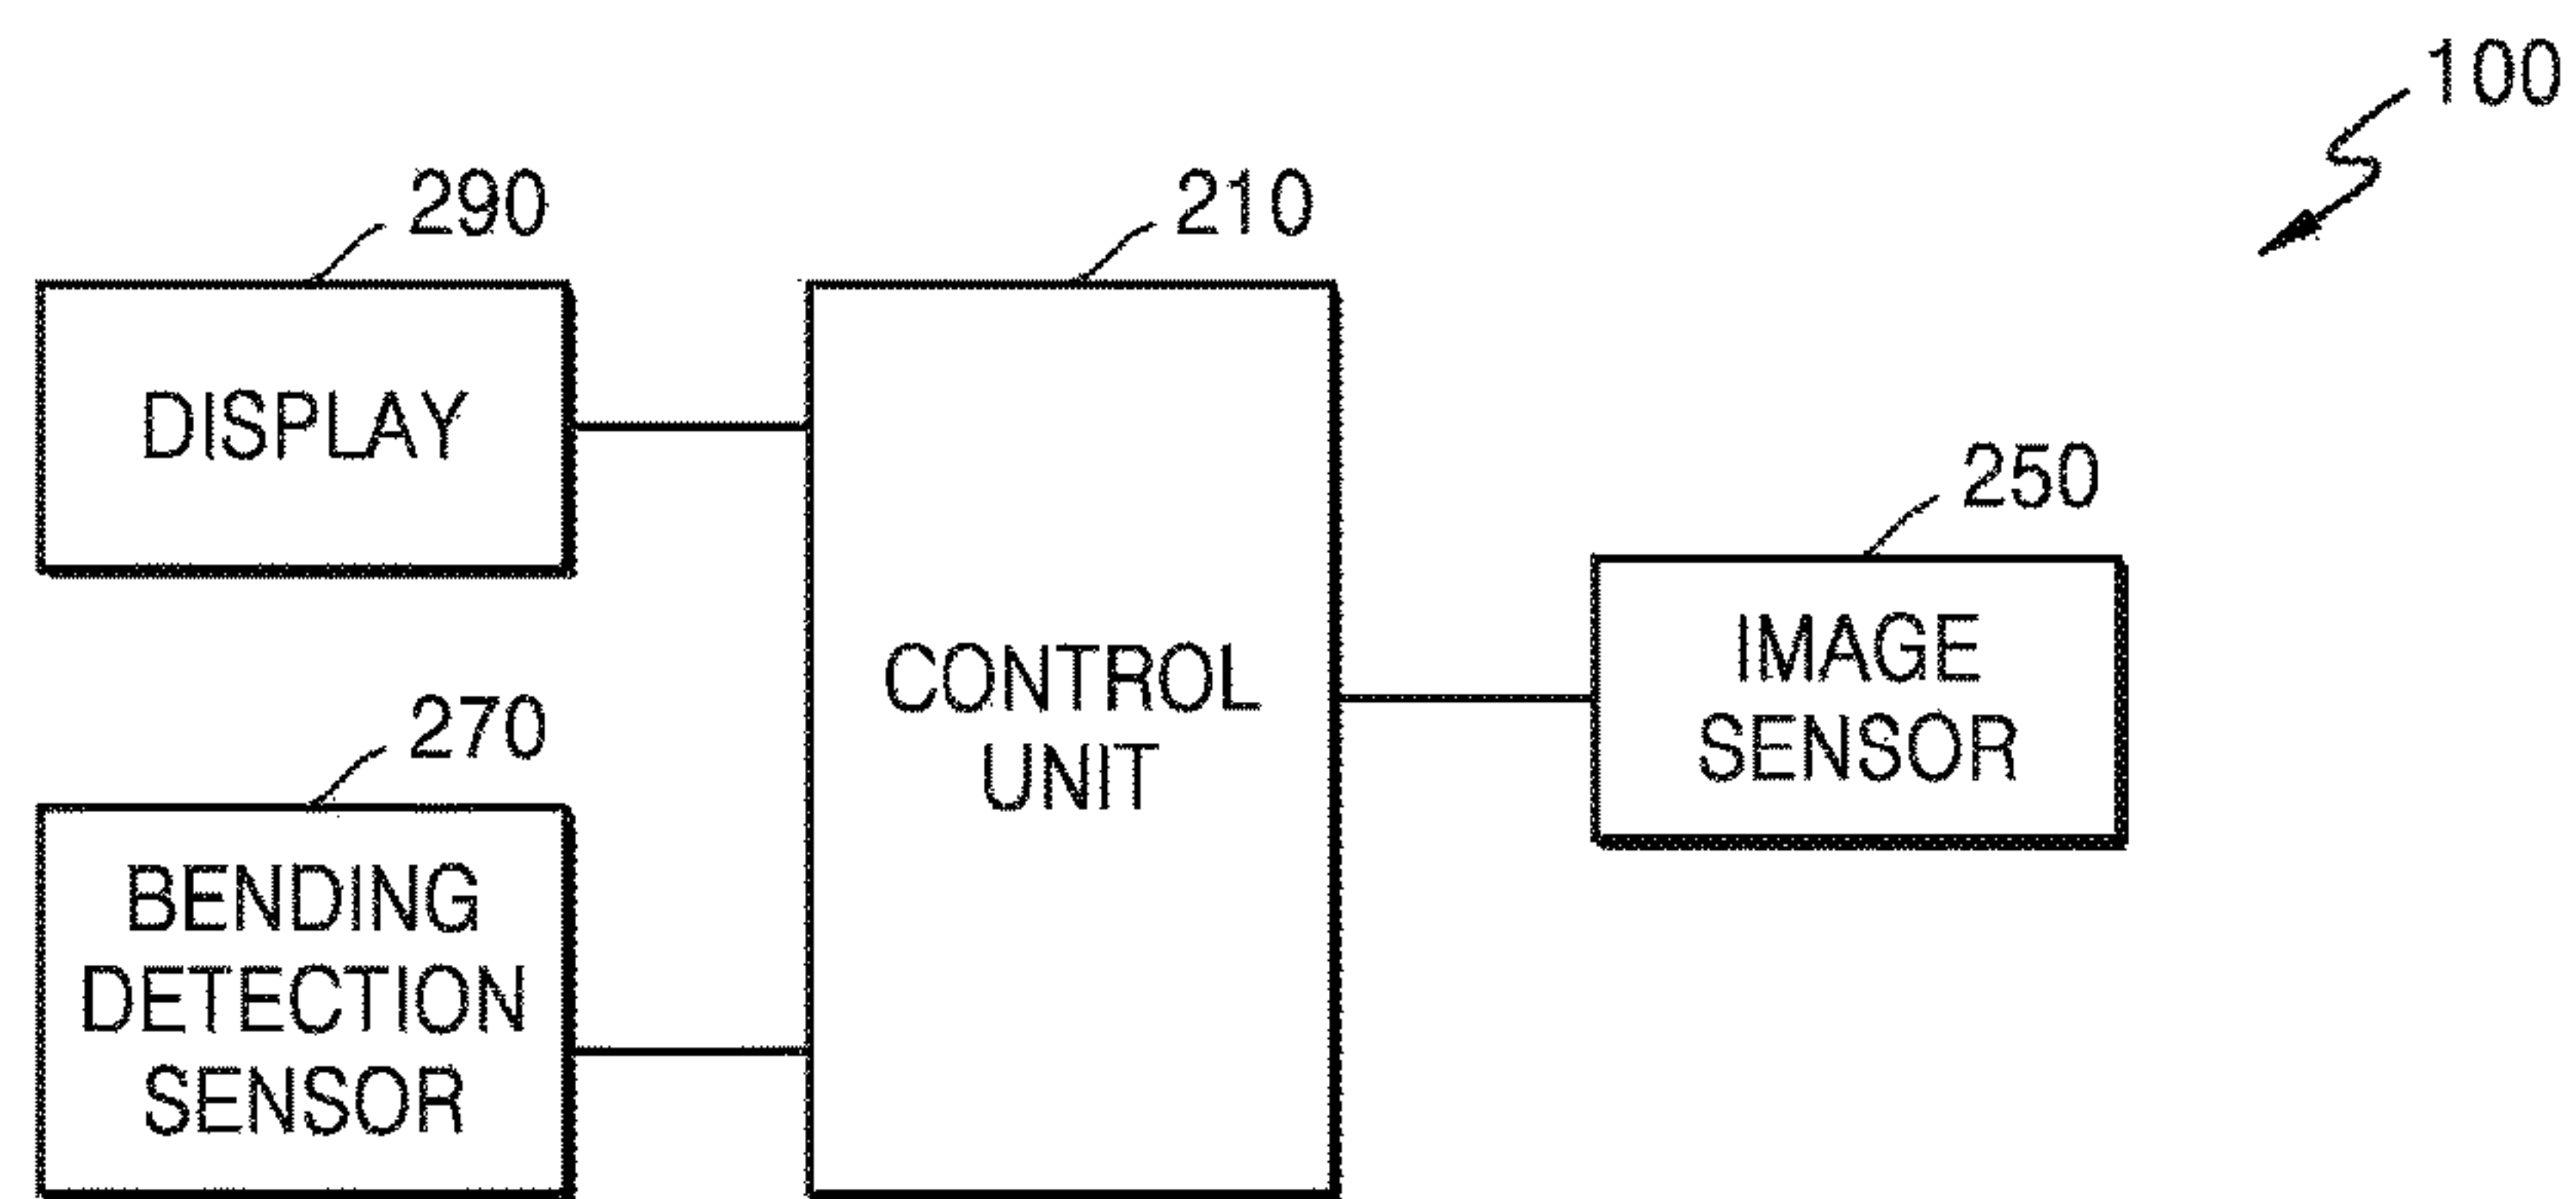 100
290
DISPLAY
210
CONTROL
UNIT
250
IMAGE
SENSOR
270
BENDING
DETECTION
SENSOR